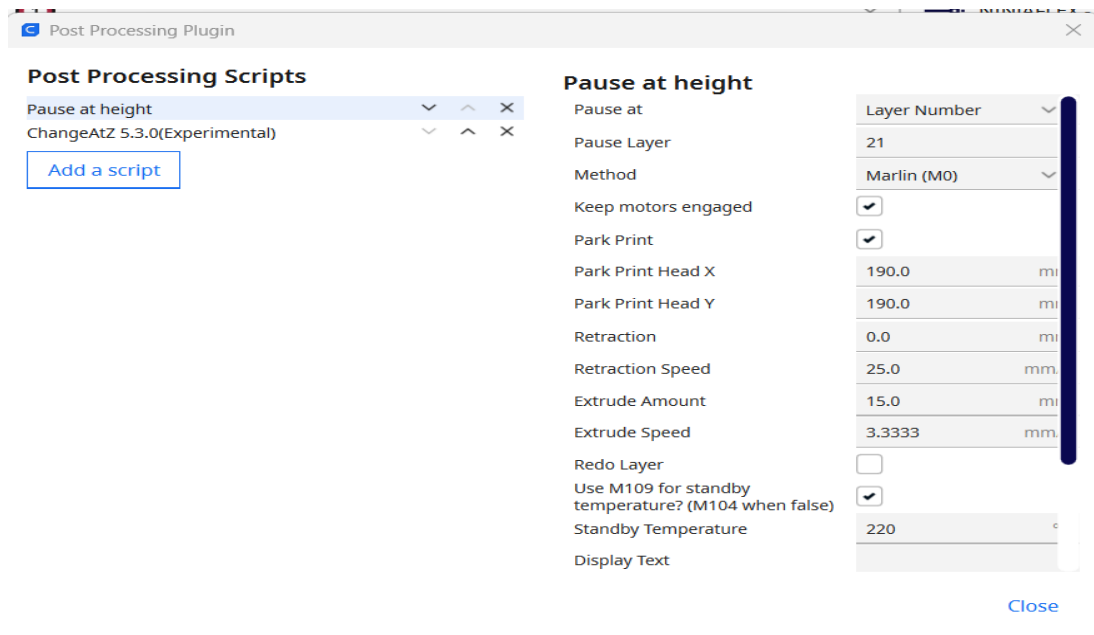 Post Processing Plugin
Post Processing Scripts
Pause at height
ChangeAtZ 5.3.0(Experimental)
Add a script
Pause at height
Pause at Layer Number
Pause Layer 21
Method Marlin (M0)
Keep motors engaged
Park Print
Park Print Head X 190.0
Park Print Head Y 190.0
Retraction 0.0
Retraction Speed 25.0 mm
Extrude Amount 15.0
Extrude Speed 3.3333 mm
Redo Layer
Use M109 for standby
temperature? (M104 when false)
Standby Temperature 220 °
Display Text
Close